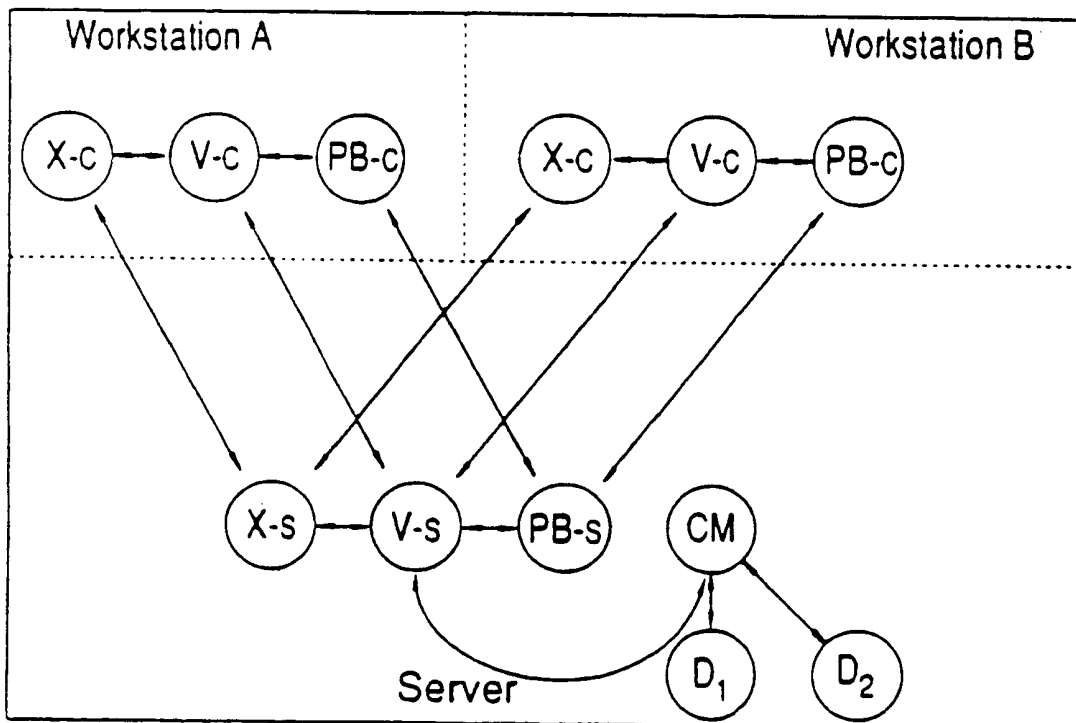 Workstation A
Workstation B
X-c
V-c
PB-c
X-c
V-c
PB-c
X-s
V-s
PB-s
CM
Server
D₁
D₂